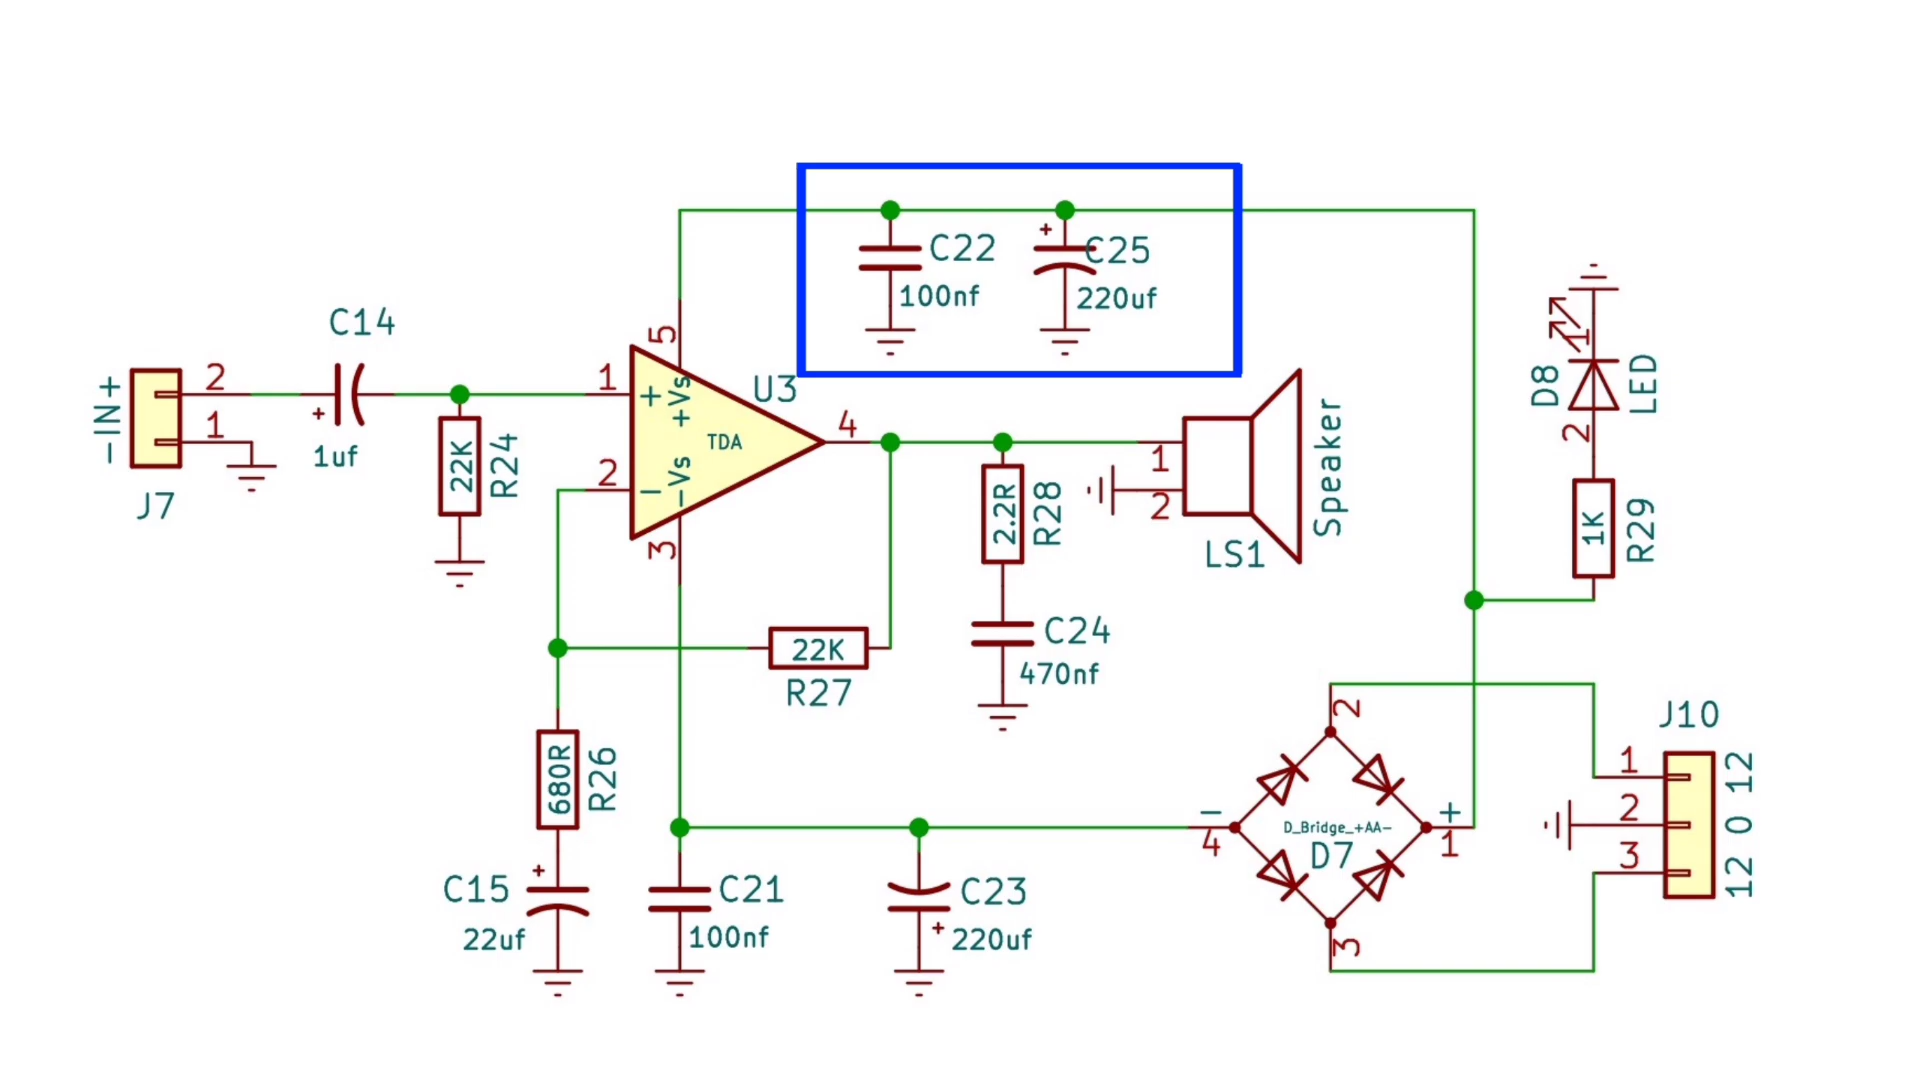 C22
100nf
+
C25
220uf
C14
+
1uf
-IN+
2
1
J7
22K
R24
5
1
2
3
4
+
-
+Vs
-Vs
TDA
U3
1
2
LS1
Speaker
2.2R
R28
C24
470nf
22K
R27
680R
R26
+
C15
22uf
C21
100nf
C23
+
220uf
1
2
D8
LED
1K
R29
2
-
4
D_Bridge_+AA-
D7
+
1
3
J10
1
2
3
12 0 12